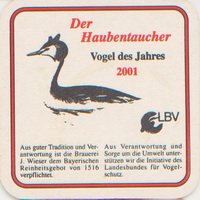 Der
Haubentaucher
Vogel des Jahres
2001
LBV
Aus guter Tradition und Ver-
antwortung ist die Brauerei
J. Wieser dem Bayerischen
Reinheitsgebot von 1516
verpflichtet.
Aus Verantwortung und
Sorge um die Umwelt unter-
stützen wir die Initiative des
Landesbundes für Vogel-
schutz.